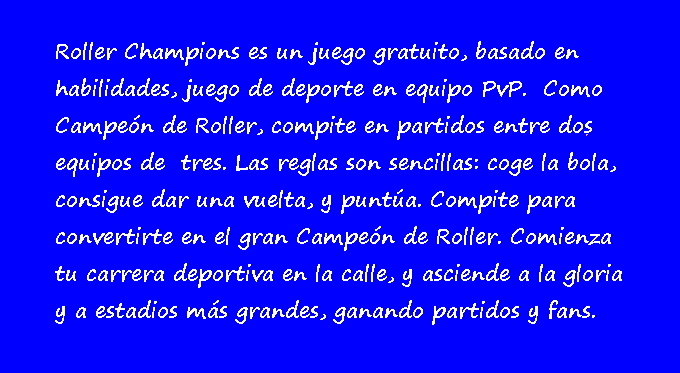 Roller Champions es un juego gratuito, basado en
habilidades, juego de deporte en equipo PvP.  Como
Campeón de Roller, compite en partidos entre dos
equipos de  tres. Las reglas son sencillas: coge la bola,
consigue dar una vuelta, y puntúa. Compite para
convertirte en el gran Campeón de Roller. Comienza
tu carrera deportiva en la calle, y asciende a la gloria
y a estadios más grandes, ganando partidos y fans.